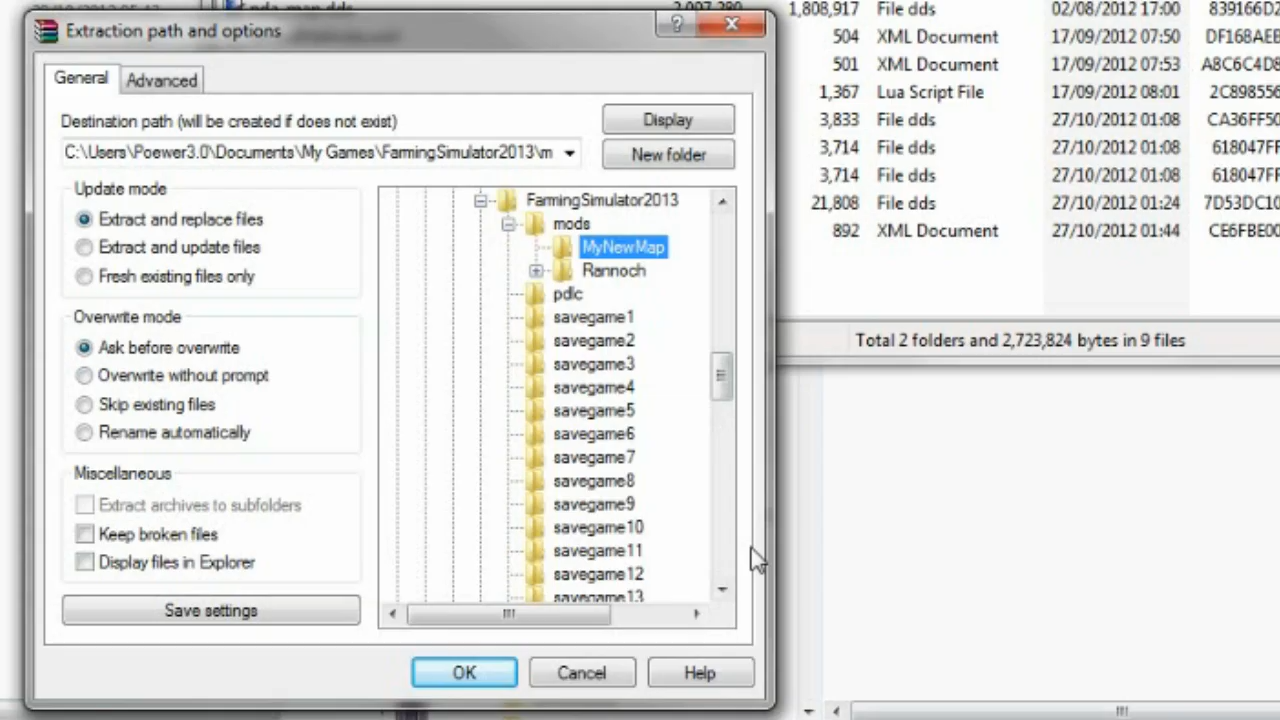 Extraction path and options
General
Advanced
Destination path (will be created if does not exist)
Display
C:\Users\Poewer3.0\Documents\My Games\FarmingSimulator2013\m
New folder
Update mode
Extract and replace files
Extract and update files
Fresh existing files only
Overwrite mode
Ask before overwrite
Overwrite without prompt
Skip existing files
Rename automatically
Miscellaneous
Extract archives to subfolders
Keep broken files
Display files in Explorer
Save settings
FarmingSimulator2013
mods
MyNewMap
Rannoch
pdlc
savegame1
savegame2
savegame3
savegame4
savegame5
savegame6
savegame7
savegame8
savegame9
savegame10
savegame11
savegame12
savegame13
OK
Cancel
Help
1,808,917 File dds 02/08/2012 17:00 839166D2
504 XML Document 17/09/2012 07:50 DF168AEB
501 XML Document 17/09/2012 07:53 A8C6C4D8
1,367 Lua Script File 17/09/2012 08:01 2C898556
3,833 File dds 27/10/2012 01:08 CA36FF50
3,714 File dds 27/10/2012 01:08 618047FF
3,714 File dds 27/10/2012 01:08 618047FF
21,808 File dds 27/10/2012 01:24 7D53DC10
892 XML Document 27/10/2012 01:44 CE6FBE00
Total 2 folders and 2,723,824 bytes in 9 files